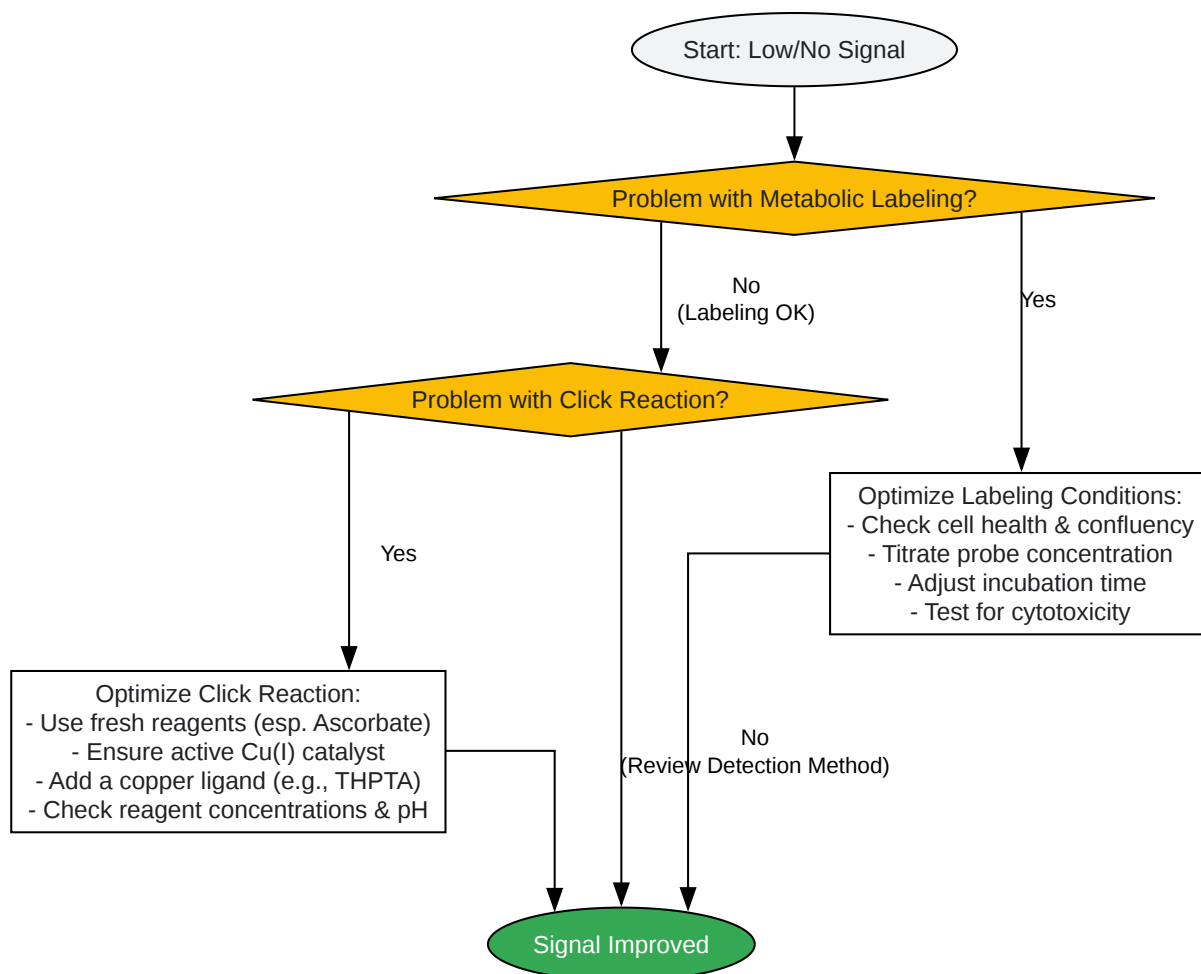 Start: Low/No Signal
Problem with Metabolic Labeling?
No
(Labeling OK)
Yes
Problem with Click Reaction?
Optimize Labeling Conditions:
- Check cell health & confluency
- Titrate probe concentration
- Adjust incubation time
- Test for cytotoxicity
Yes
Optimize Click Reaction:
- Use fresh reagents (esp. Ascorbate)
- Ensure active Cu(I) catalyst
- Add a copper ligand (e.g., THPTA)
- Check reagent concentrations & pH
No
(Review Detection Method)
Signal Improved